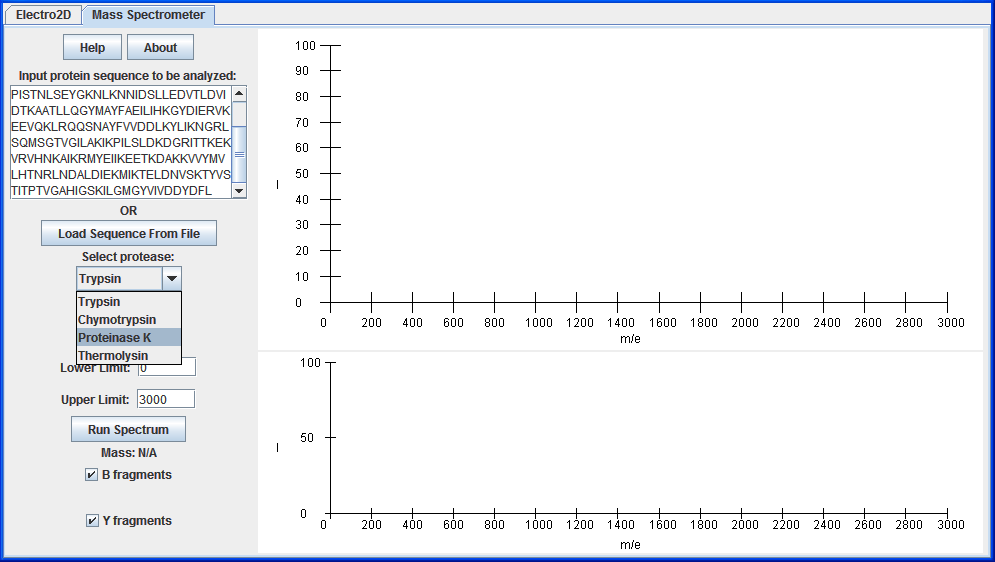 Electro2D Mass Spectrometer
Help About
Input protein sequence to be analyzed:
PISTNLSEYGKNLKNNIDSLLEDVTLDVI
DTKAATLLQGYMAYFAEILIHKGYDIERVK
EEVQKLRQQSNAYFVVDDLKYLIKNGRL
SQMSGTVGILAKIKPILSLDKDGRITTKEK
VRVHNKAIKRMYEIIKEETKDAKKVVYMV
LHTNRLNDALDIEKMIKTELDNVSKTYVS
TITPTVGAHIGSKILGMGYVIVDDYDFL
OR
Load Sequence From File
Select protease:
Trypsin
Trypsin
Chymotrypsin
Proteinase K
Thermolysin
Lower Limit: 0
Upper Limit: 3000
Run Spectrum
Mass: N/A
B fragments
Y fragments
100
90
80
70
60
50
40
30
20
10
0
I
0 200 400 600 800 1000 1200 1400 1600 1800 2000 2200 2400 2600 2800 3000
m/e
100
50
0
I
0 200 400 600 800 1000 1200 1400 1600 1800 2000 2200 2400 2600 2800 3000
m/e